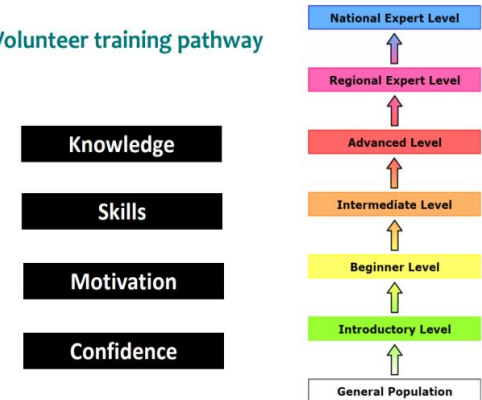 Volunteer training pathway
Knowledge
Skills
Motivation
Confidence
National Expert Level
Regional Expert Level
Advanced Level
Intermediate Level
Beginner Level
Introductory Level
General Population